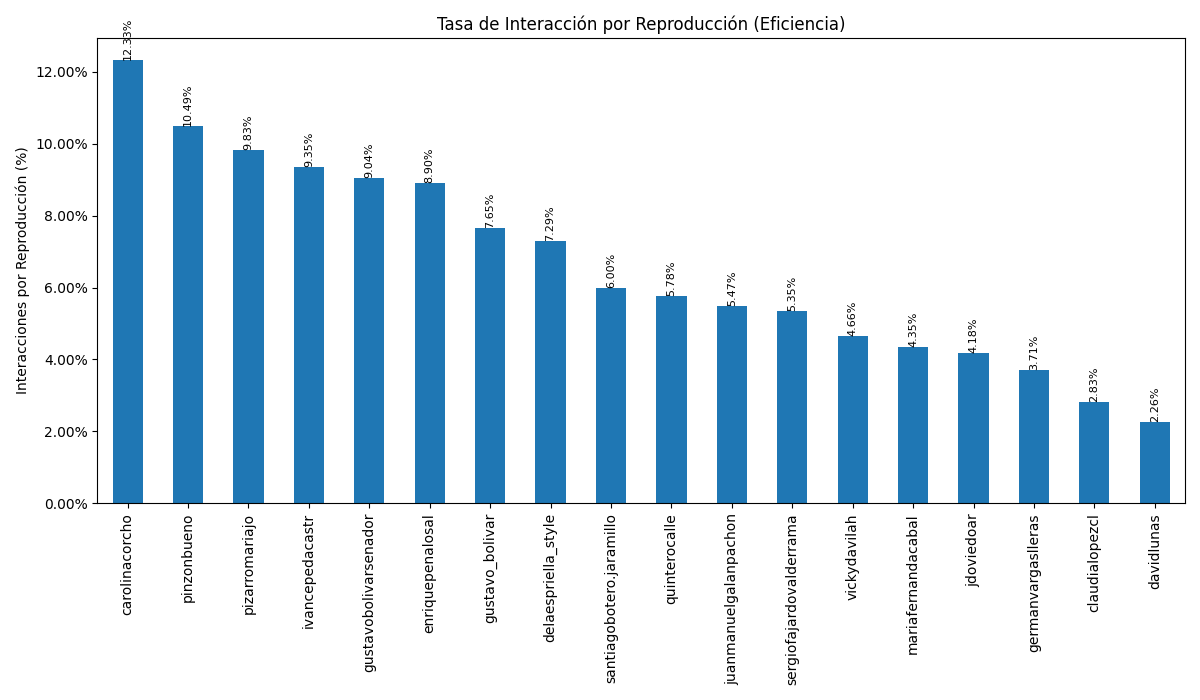 Tasa de Interacción por Reproducción (Eficiencia)
Interacciones por Reproducción (%)
12.00%
10.00%
8.00%
6.00%
4.00%
2.00%
0.00%
12.33%
10.49%
9.83%
9.35%
9.04%
8.90%
7.65%
7.29%
6.00%
5.78%
5.47%
5.35%
4.66%
4.35%
4.18%
3.71%
2.83%
2.26%
carolinacorcho
pinzonbueno
pizarromariajo
ivancepedacastr
gustavobolivarsenador
enriquepenalosal
gustavo_bolivar
delaespriella_style
santiagobotero.jaramillo
quinterocalle
juanmanuelgalanpachon
sergiofajardovalderrama
vickydavilah
mariafernandacabal
jdoviedoar
germanvargaslleras
claudialopezcl
davidlunas